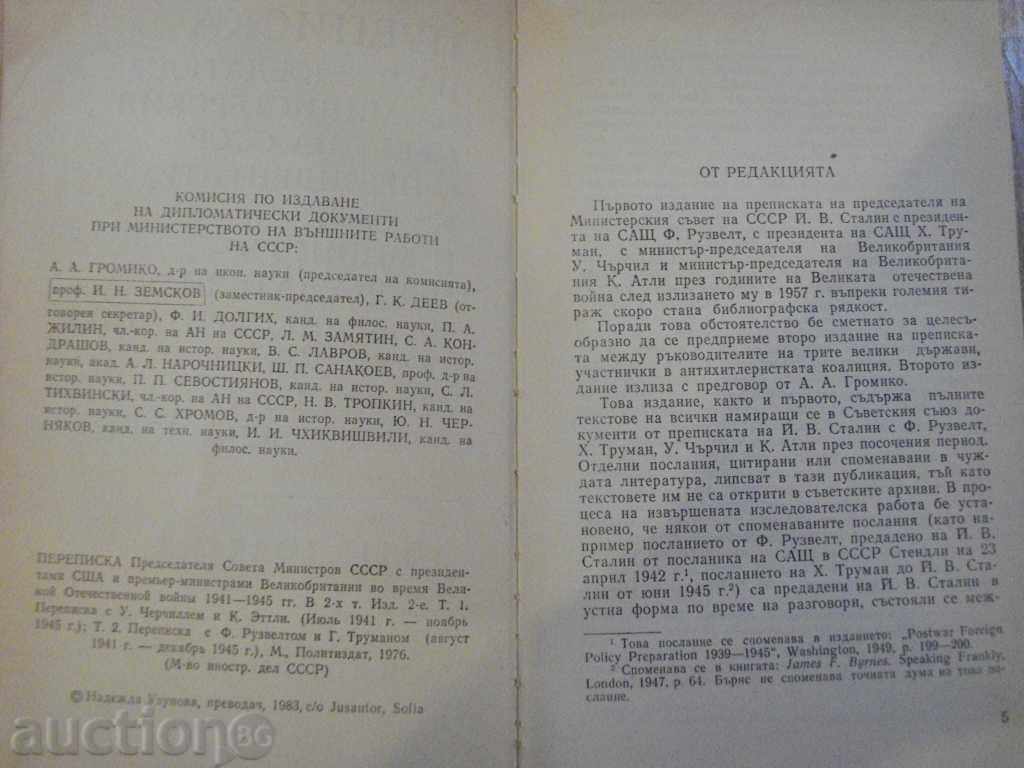 КОМИСИЯ ПО ИЗДАВАНЕ
НА ДИПЛОМАТИЧЕСКИ ДОКУМЕНТИ
ПРИ МИНИСТЕРСТВОТО НА ВЪНШНИТЕ РАБОТИ
НА СССР:
А. А. ГРОМИКО, д-р на икон. науки (председател на комисията),
проф. И. Н. ЗЕМСКОВ (заместник-председател), Г. К. ДЕЕВ (от-
говорен секретар), Ф. И. ДОЛГИХ, канд. на филос. науки, П. А.
ЖИЛИН, чл.-кор. на АН на СССР, Л. М. ЗАМЯТИН, С. А. КОН-
ДРАШОВ, канд. на истор. науки, В. С. ЛАВРОВ, канд. на истор.
науки, акад. А. Л. НАРОЧНИЦКИ, Ш. П. САНАКОЕВ, проф. д-р на
истор. науки, П. П. СЕВОСТИЯНОВ, канд. на истор. науки, С. Л.
ТИХВИНСКИ, чл.-кор. на АН на СССР, Н. В. ТРОПКИН, канд. на
истор. науки, С. С. ХРОМОВ, д-р на истор. науки, Ю. Н. ЧЕР-
НЯКОВ, канд. на техн. науки, И. И. ЧХИКВИШВИЛИ, канд. на
филос. науки.
ПЕРЕПИСКА Председателя Совета Министров СССР с президен-
тами США и премьер-министрами Великобритании во время Вели-
кой Отечественной войны 1941—1945 гг. В 2-х т. Изд. 2-е. Т. 1.
Переписка с У. Черчиллем и К. Эттли. (Июль 1941 г. — ноябрь
1945 г.); Т. 2. Переписка с Ф. Рузвелтом и Г. Труманом (август
1941 г. — декабрь 1945 г.), М., Политиздат, 1976.
(М-во иностр. дел СССР)
© Надежда Узунова, преводач, 1983, c/o Jusautor, Sofia
ОТ РЕДАКЦИЯТА
Първото издание на преписката на председателя на
Министерския съвет на СССР Й. В. Сталин с президен-
та на САЩ Ф. Рузвелт, с президента на САЩ Х. Тру-
ман, с министър-председателя на Великобритания
У. Чърчил и министър-председателя на Великобрита-
ния К. Атли през годините на Великата отечествена
война след излизането му в 1957 г. въпреки големия ти-
раж скоро стана библиографска рядкост.
Поради това обстоятелство бе сметнато за целесъ-
образно да се предприеме второ издание на преписка-
та между ръководителите на трите велики държави,
участнички в антихитлеристката коалиция. Второто из-
дание излиза с предговор от А. А. Громико.
Това издание, както и първото, съдържа пълните
текстове на всички намиращи се в Съветския съюз до-
кументи от преписката на Й. В. Сталин с Ф. Рузвелт,
Х. Труман, У. Чърчил и К. Атли през посочения период.
Отделни послания, цитирани или споменавани в чуж-
дата литература, липсват в тази публикация, тъй като
текстовете им не са открити в съветските архиви. В про-
цеса на извършената изследователска работа бе уста-
новено, че някои от споменаваните послания (като на-
пример посланието от Ф. Рузвелт, предадено на Й. В.
Сталин от посланика на САЩ в СССР Стендли на 23
април 1942 г.¹, посланието на Х. Труман до Й. В. Ста-
лин от юни 1945 г.²) са предадени на Й. В. Сталин в
устна форма по време на разговори, състояли се меж-
¹ Това послание се споменава в изданието: „Postwar Foreign
Policy Preparation 1939—1945“, Washington, 1949, p. 199—200.
² Споменава се в книгата: James F. Byrnes. Speaking Frankly.
London, 1947, p. 64. Бърнс не споменава точната дума на това по-
слание.
5
auction BG